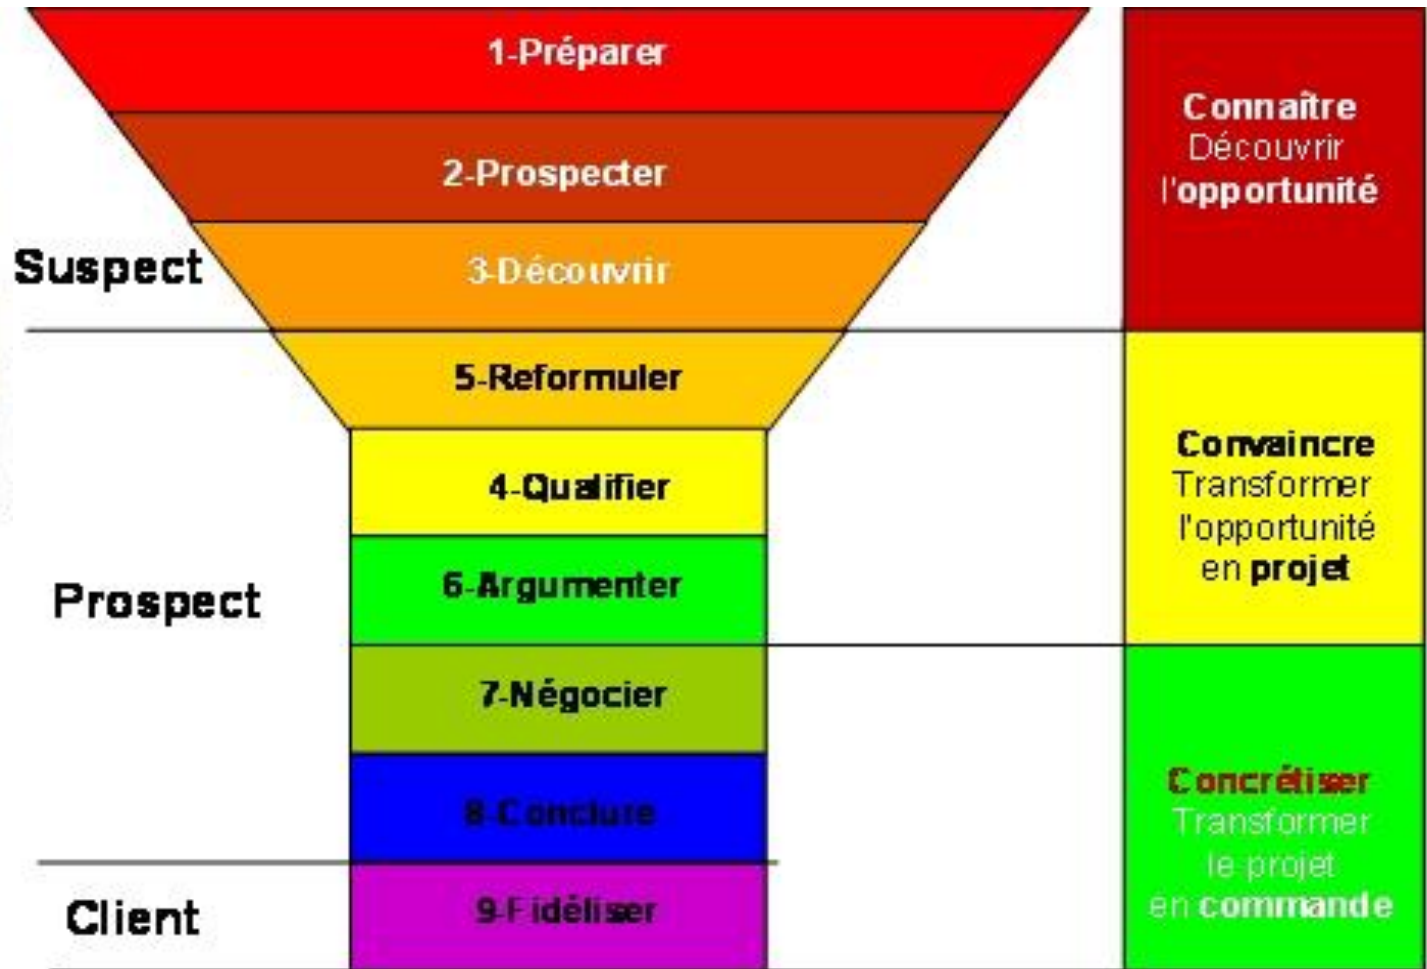 1-Préparer
2-Prospecter
Suspect
3-Découvrir
5-Reformuler
4-Qualifier
6-Argumenter
Prospect
7-Négocier
8-Conclure
9-Fidéliser
Client
Connaître
Découvrir
l'opportunité
Convaincre
Transformer
l'opportunité
en projet
Concrétiser
Transformer
le projet
en commande